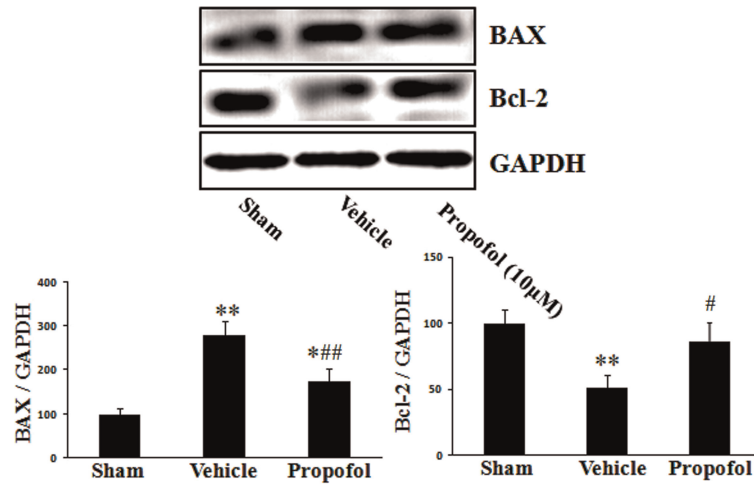 BAX
Bcl-2
GAPDH
Sham
Vehicle
Propofol (10μM)
BAX / GAPDH
400
300
200
100
0
**
*##
Sham Vehicle Propofol
Bcl-2 / GAPDH
150
100
50
0
**
#
Sham Vehicle Propofol